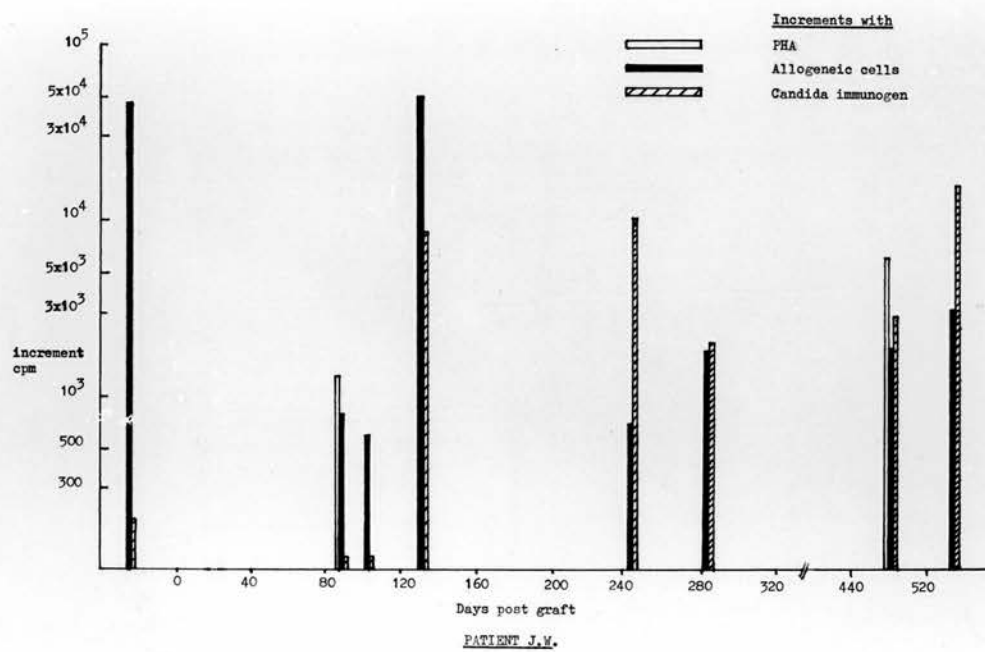 Increments with
PHA
Allogeneic cells
Candida immunogen
10^5
5x10^4
3x10^4
10^4
5x10^3
3x10^3
increment
cpm
10^3
500
300
0 40 80 120 160 200 240 280 320 440 520
Days post graft
PATIENT J.W.